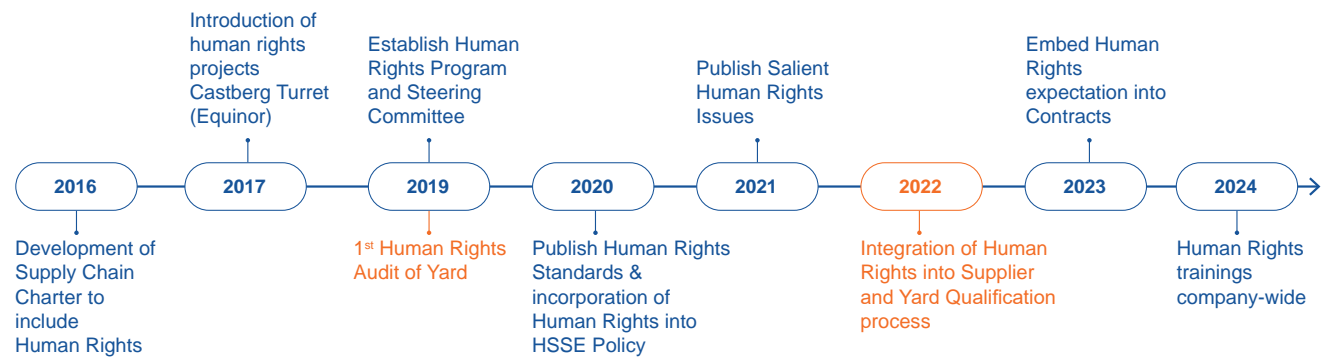 Introduction of
human rights
projects
Castberg Turret
(Equinor)
Establish Human
Rights Program
and Steering
Committee
Publish Salient
Human Rights
Issues
Embed Human
Rights
expectation into
Contracts
2016
2017
2019
2020
2021
2022
2023
2024
Development of
Supply Chain
Charter to
include
Human Rights
1st Human Rights
Audit of Yard
Publish Human Rights
Standards &
incorporation of
Human Rights into
HSSE Policy
Integration of Human
Rights into Supplier
and Yard Qualification
process
Human Rights
trainings
company-wide